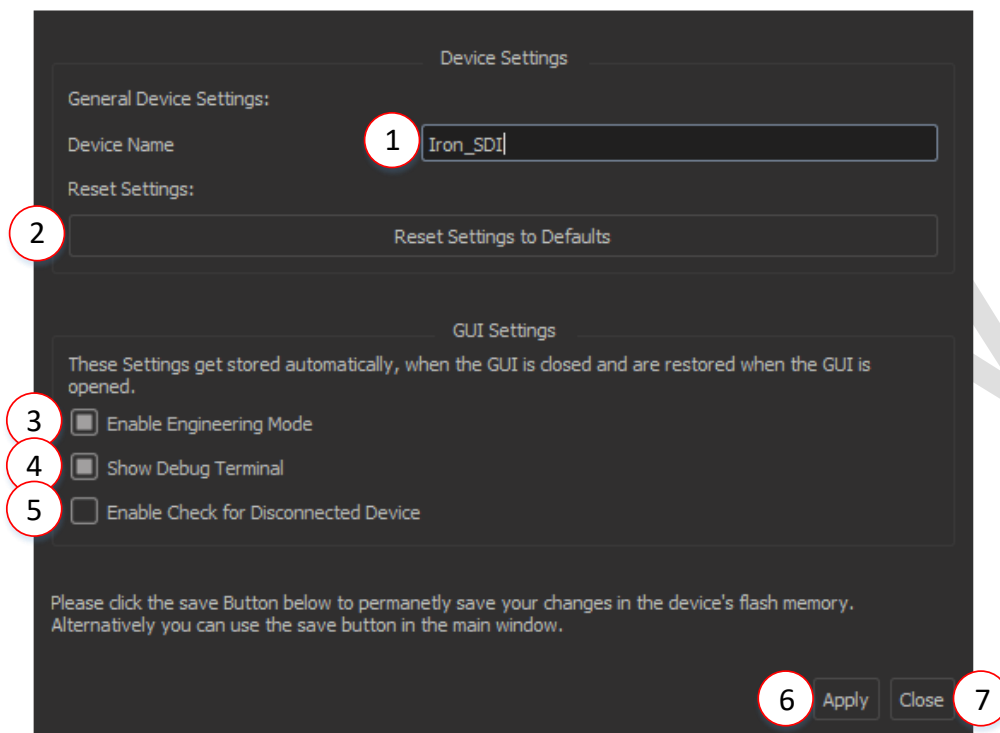 Device Settings
General Device Settings:
Device Name 1 Iron_SDI
Reset Settings:
2 Reset Settings to Defaults
GUI Settings
These Settings get stored automatically, when the GUI is closed and are restored when the GUI is
opened.
3 Enable Engineering Mode
4 Show Debug Terminal
5 Enable Check for Disconnected Device
Please click the save Button below to permanetly save your changes in the device's flash memory.
Alternatively you can use the save button in the main window.
6 Apply Close 7